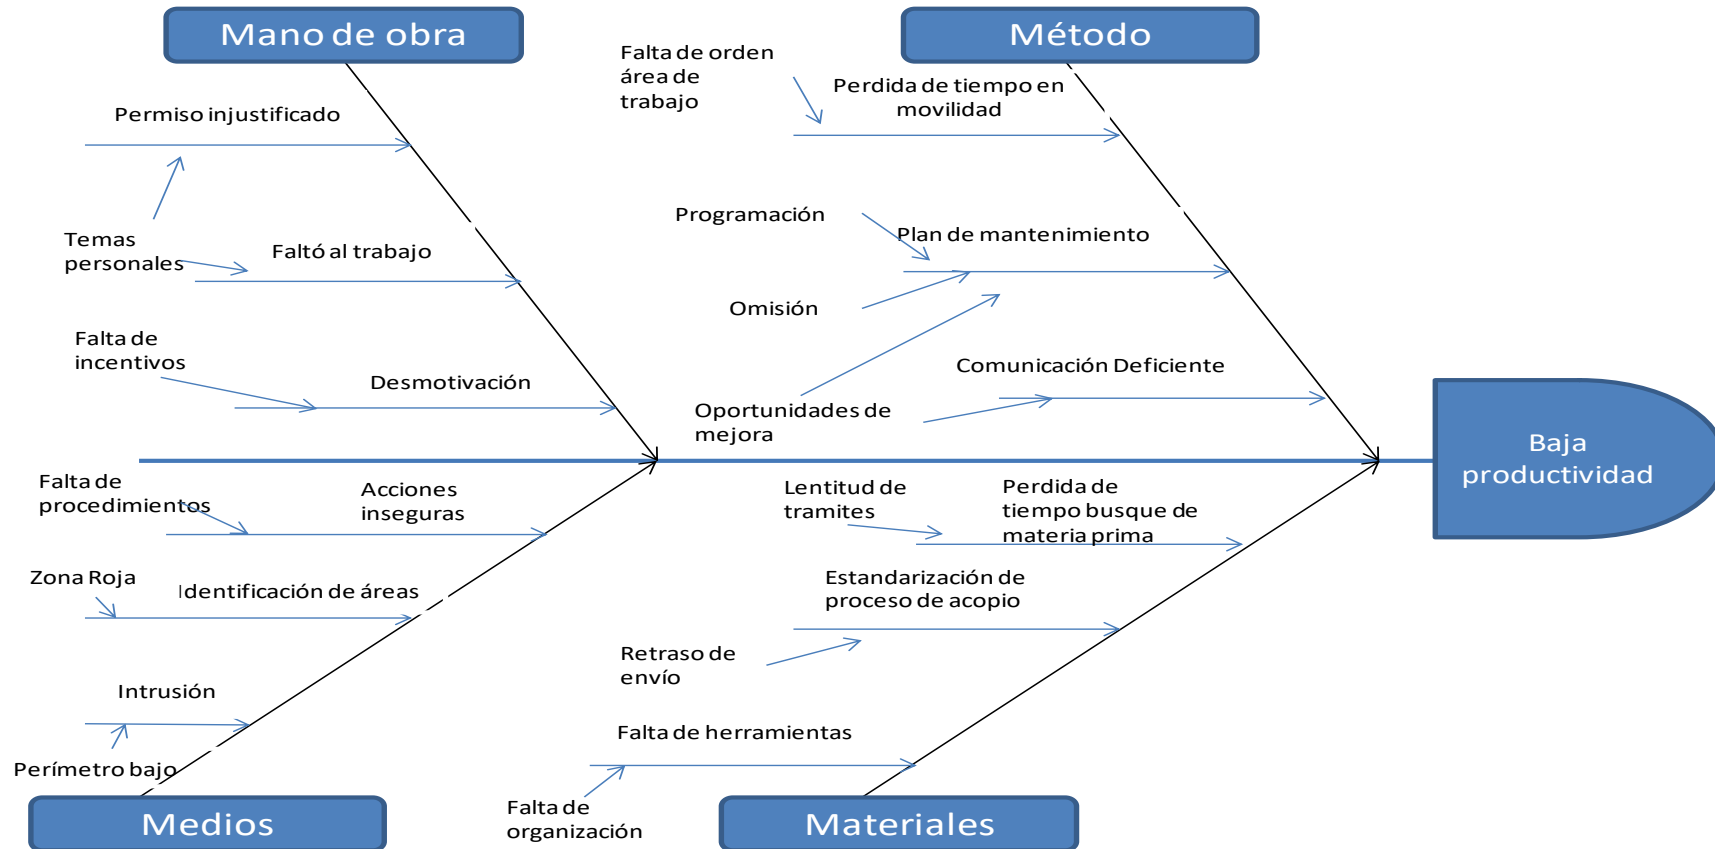 Mano de obra
Método
Falta de orden
área de
trabajo
Perdida de tiempo en
movilidad
Permiso injustificado
Programación
Plan de mantenimiento
Temas
personales
Faltó al trabajo
Omisión
Falta de
incentivos
Desmotivación
Comunicación Deficiente
Oportunidades de
mejora
Baja
productividad
Falta de
procedimientos
Acciones
inseguras
Lentitud de
tramites
Perdida de
tiempo busque de
materia prima
Zona Roja
Identificación de áreas
Estandarización de
proceso de acopio
Retraso de
envío
Intrusión
Perímetro bajo
Falta de herramientas
Falta de
organización
Medios
Materiales